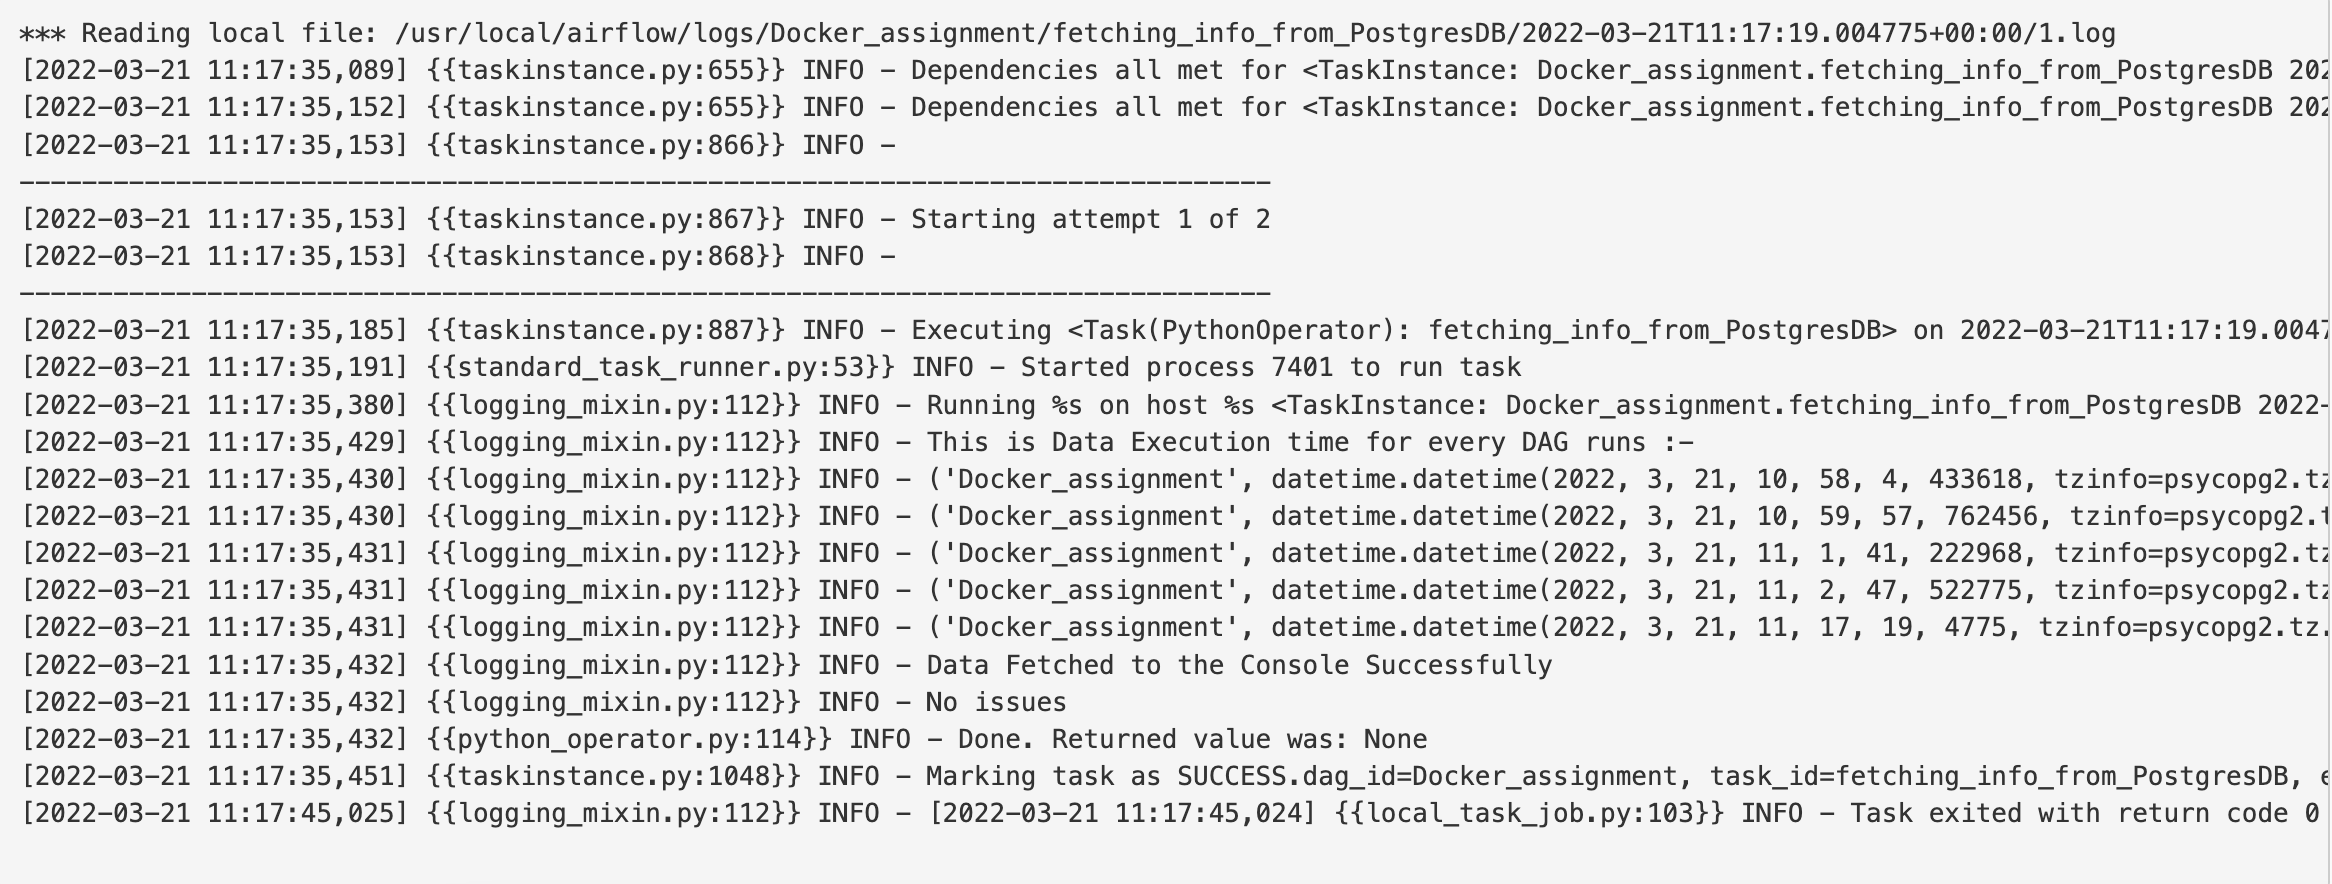 *** Reading local file: /usr/local/airflow/logs/Docker_assignment/fetching_info_from_PostgresDB/2022-03-21T11:17:19.004775+00:00/1.log
[2022-03-21 11:17:35,089] {{taskinstance.py:655}} INFO - Dependencies all met for <TaskInstance: Docker_assignment.fetching_info_from_PostgresDB 202
[2022-03-21 11:17:35,152] {{taskinstance.py:655}} INFO - Dependencies all met for <TaskInstance: Docker_assignment.fetching_info_from_PostgresDB 202
[2022-03-21 11:17:35,153] {{taskinstance.py:866}} INFO -
--------------------------------------------------------------------------------
[2022-03-21 11:17:35,153] {{taskinstance.py:867}} INFO - Starting attempt 1 of 2
[2022-03-21 11:17:35,153] {{taskinstance.py:868}} INFO -
--------------------------------------------------------------------------------
[2022-03-21 11:17:35,185] {{taskinstance.py:887}} INFO - Executing <Task(PythonOperator): fetching_info_from_PostgresDB> on 2022-03-21T11:17:19.0047
[2022-03-21 11:17:35,191] {{standard_task_runner.py:53}} INFO - Started process 7401 to run task
[2022-03-21 11:17:35,380] {{logging_mixin.py:112}} INFO - Running %s on host %s <TaskInstance: Docker_assignment.fetching_info_from_PostgresDB 2022-
[2022-03-21 11:17:35,429] {{logging_mixin.py:112}} INFO - This is Data Execution time for every DAG runs :-
[2022-03-21 11:17:35,430] {{logging_mixin.py:112}} INFO - ('Docker_assignment', datetime.datetime(2022, 3, 21, 10, 58, 4, 433618, tzinfo=psycopg2.tz
[2022-03-21 11:17:35,430] {{logging_mixin.py:112}} INFO - ('Docker_assignment', datetime.datetime(2022, 3, 21, 10, 59, 57, 762456, tzinfo=psycopg2.t
[2022-03-21 11:17:35,431] {{logging_mixin.py:112}} INFO - ('Docker_assignment', datetime.datetime(2022, 3, 21, 11, 1, 41, 222968, tzinfo=psycopg2.tz
[2022-03-21 11:17:35,431] {{logging_mixin.py:112}} INFO - ('Docker_assignment', datetime.datetime(2022, 3, 21, 11, 2, 47, 522775, tzinfo=psycopg2.tz
[2022-03-21 11:17:35,431] {{logging_mixin.py:112}} INFO - ('Docker_assignment', datetime.datetime(2022, 3, 21, 11, 17, 19, 4775, tzinfo=psycopg2.tz.
[2022-03-21 11:17:35,432] {{logging_mixin.py:112}} INFO - Data Fetched to the Console Successfully
[2022-03-21 11:17:35,432] {{logging_mixin.py:112}} INFO - No issues
[2022-03-21 11:17:35,432] {{python_operator.py:114}} INFO - Done. Returned value was: None
[2022-03-21 11:17:35,451] {{taskinstance.py:1048}} INFO - Marking task as SUCCESS.dag_id=Docker_assignment, task_id=fetching_info_from_PostgresDB, e
[2022-03-21 11:17:45,025] {{logging_mixin.py:112}} INFO - [2022-03-21 11:17:45,024] {{local_task_job.py:103}} INFO - Task exited with return code 0